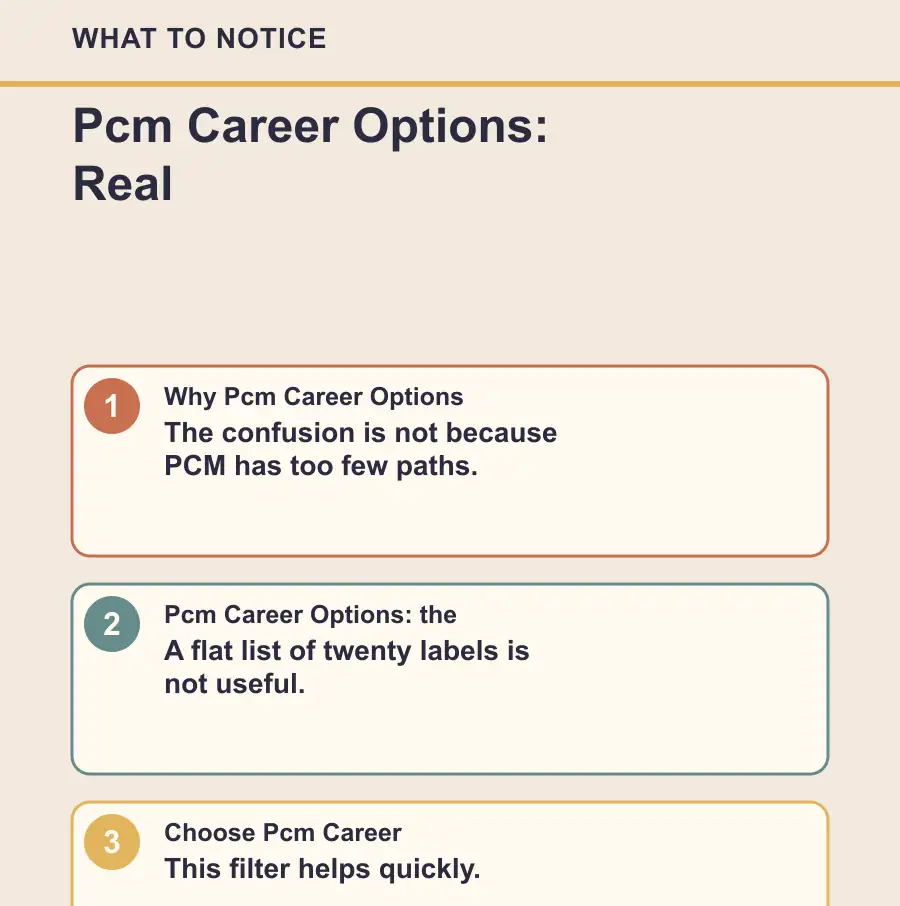 WHAT TO NOTICE
Pcm Career Options:
Real
1
Why Pcm Career Options
The confusion is not because
PCM has too few paths.
2
Pcm Career Options: the
A flat list of twenty labels is
not useful.
3
Choose Pcm Career
This filter helps quickly.